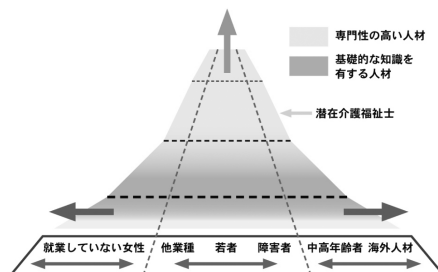 専門性の高い人材
基礎的な知識を
有する人材
潜在介護福祉士
就業していない女性 他業種 若者 障害者 中高年齢者 海外人材